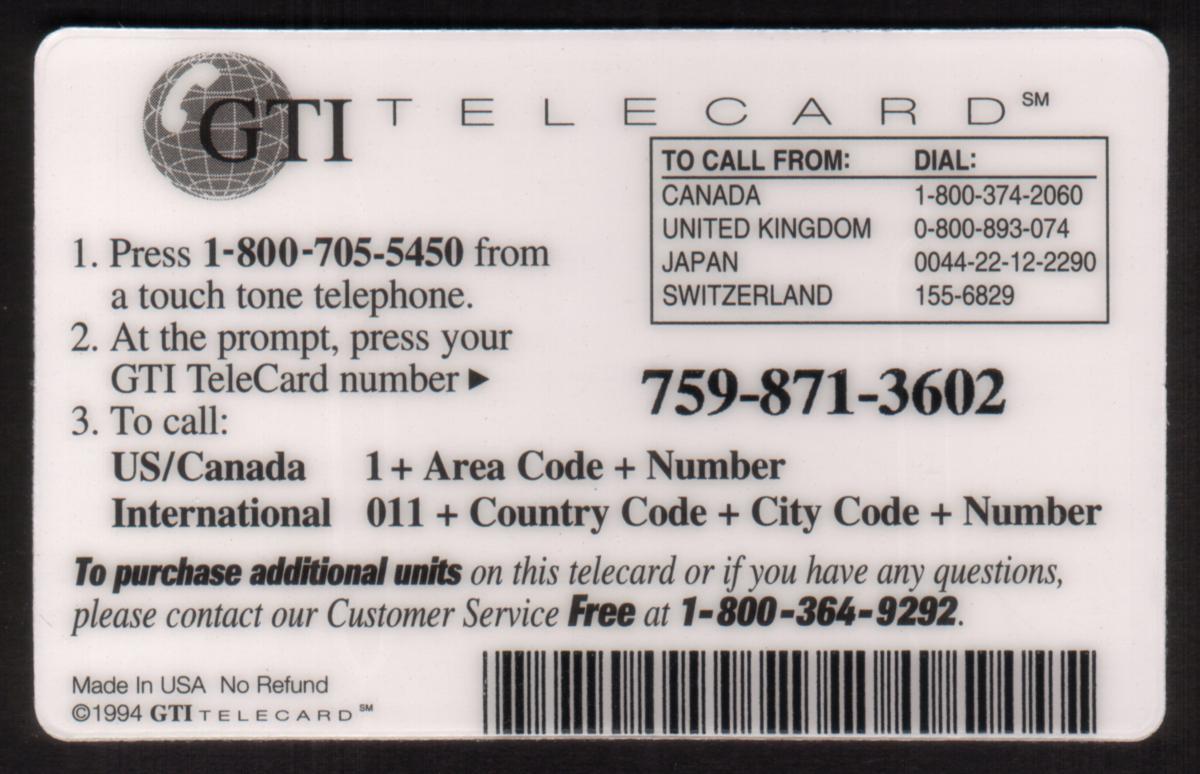 GTI TELECARD SM
TO CALL FROM: DIAL:
CANADA 1-800-374-2060
UNITED KINGDOM 0-800-893-074
JAPAN 0044-22-12-2290
SWITZERLAND 155-6829
1. Press 1-800-705-5450 from
a touch tone telephone.
2. At the prompt, press your
GTI TeleCard number ▶
759-871-3602
3. To call:
US/Canada 1 + Area Code + Number
International 011 + Country Code + City Code + Number
To purchase additional units on this telecard or if you have any questions,
please contact our Customer Service Free at 1-800-364-9292.
Made In USA No Refund
©1994 GTI TELECARD SM